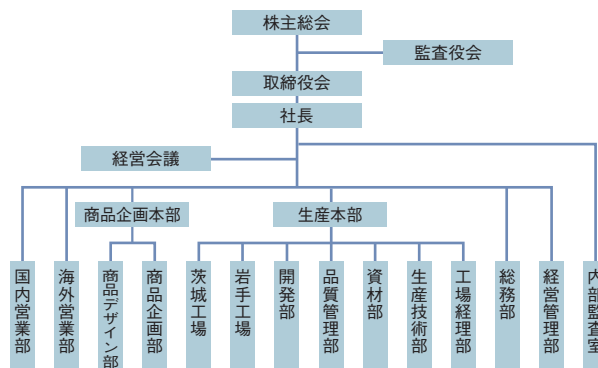 株主総会
監査役会
取締役会
社長
経営会議
商品企画本部
生産本部
国内営業部
海外営業部
商品デザイン部
商品企画部
茨城工場
岩手工場
開発部
品質管理部
資材部
生産技術部
工場経理部
総務部
経営管理部
内部監査室